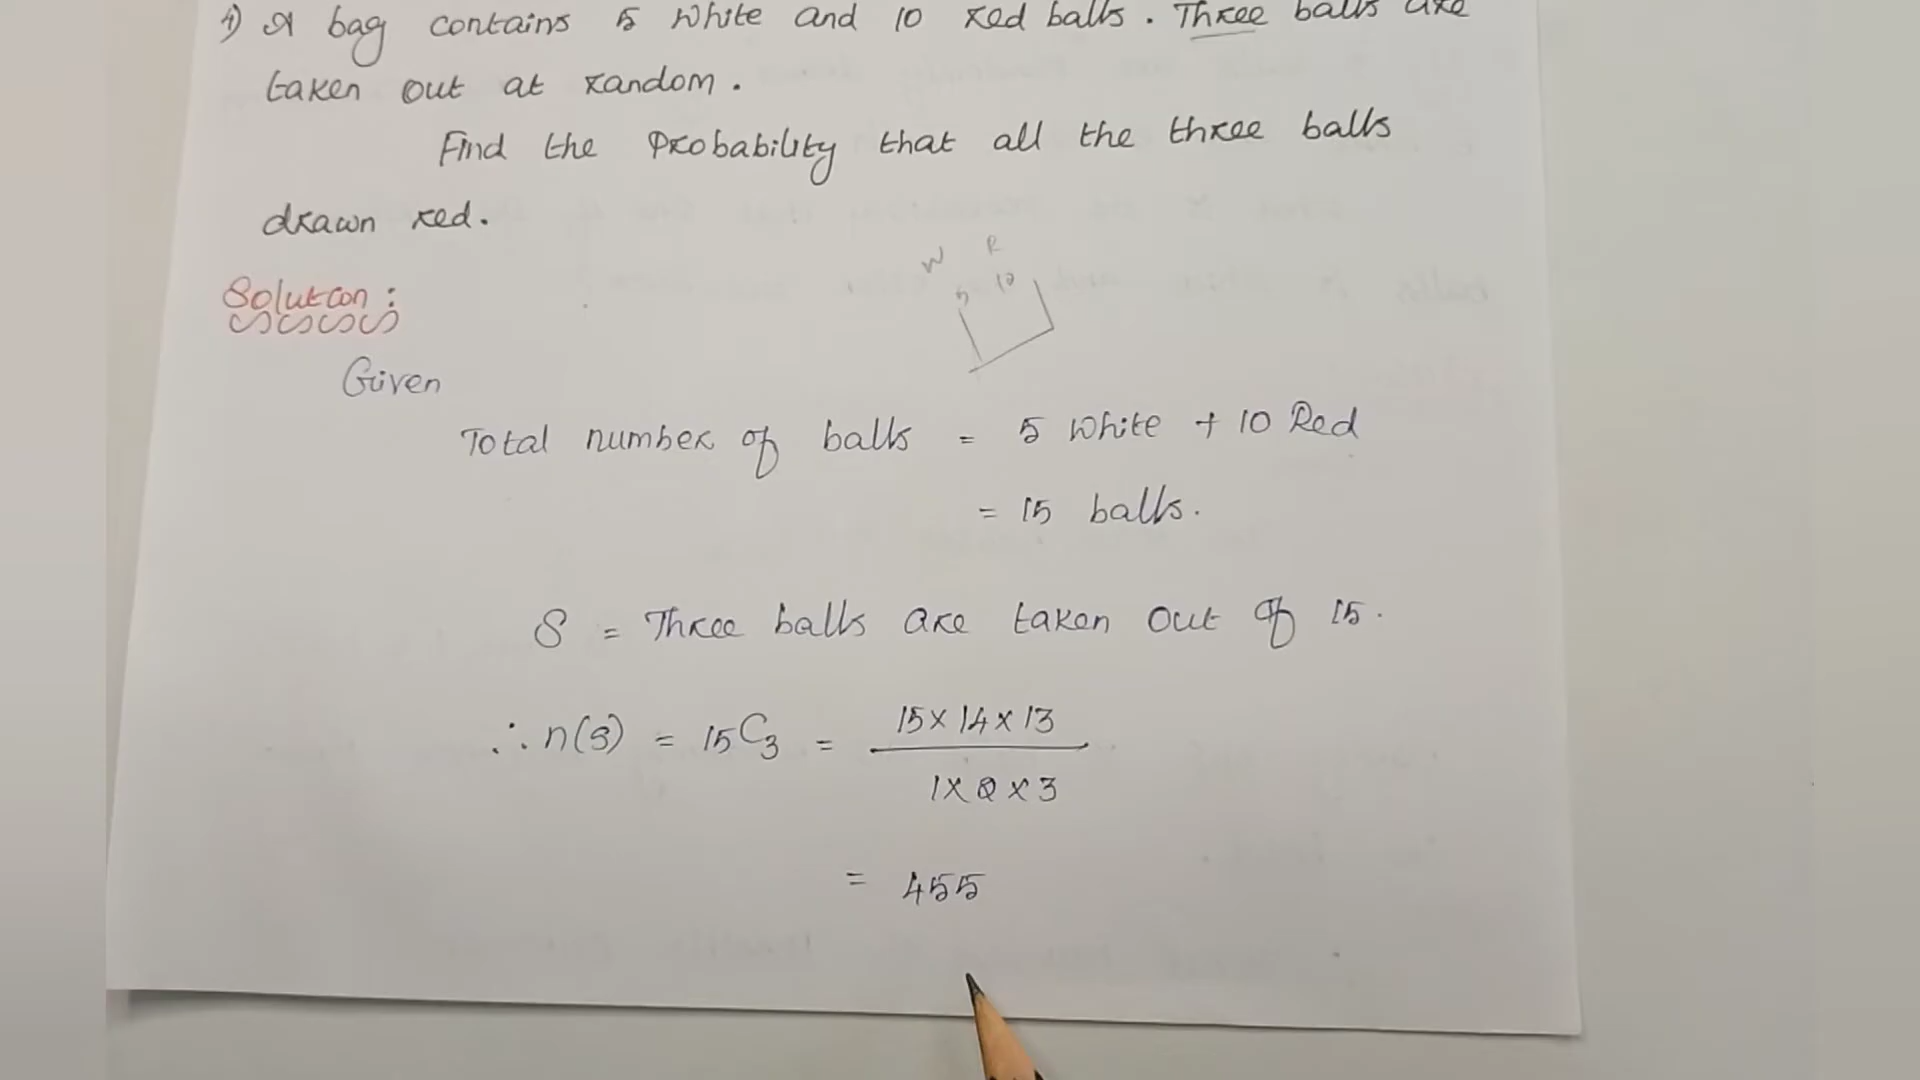 1) A bag contains 5 White and 10 red balls. Three balls are
taken out at random.
Find the Probability that all the three balls
drawn red.
W R
5 10
Solution:
Given
Total number of balls = 5 White + 10 Red
= 15 balls.
S = Three balls are taken out of 15.
∴ n(S) = 15C₃ = 15×14×13
1×2×3
= 455